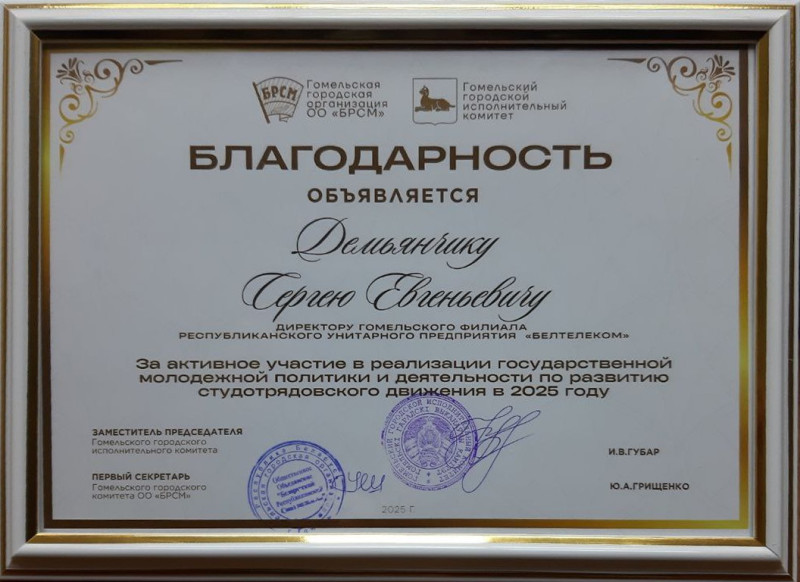 БРСМ
Гомельская
городская
организация
ОО «БРСМ»
Гомельский
городской
исполнительный
комитет
БЛАГОДАРНОСТЬ
ОБЪЯВЛЯЕТСЯ
Демьянчику
Сергею Евгеньевичу
ДИРЕКТОРУ ГОМЕЛЬСКОГО ФИЛИАЛА
РЕСПУБЛИКАНСКОГО УНИТАРНОГО ПРЕДПРИЯТИЯ «БЕЛТЕЛЕКОМ»
За активное участие в реализации государственной
молодежной политики и деятельности по развитию
студотрядовского движения в 2025 году
ЗАМЕСТИТЕЛЬ ПРЕДСЕДАТЕЛЯ
Гомельского городского
исполнительного комитета
И.В.ГУБАР
ПЕРВЫЙ СЕКРЕТАРЬ
Гомельского городского
комитета ОО «БРСМ»
Ю.А.ГРИЩЕНКО
2025 Г.